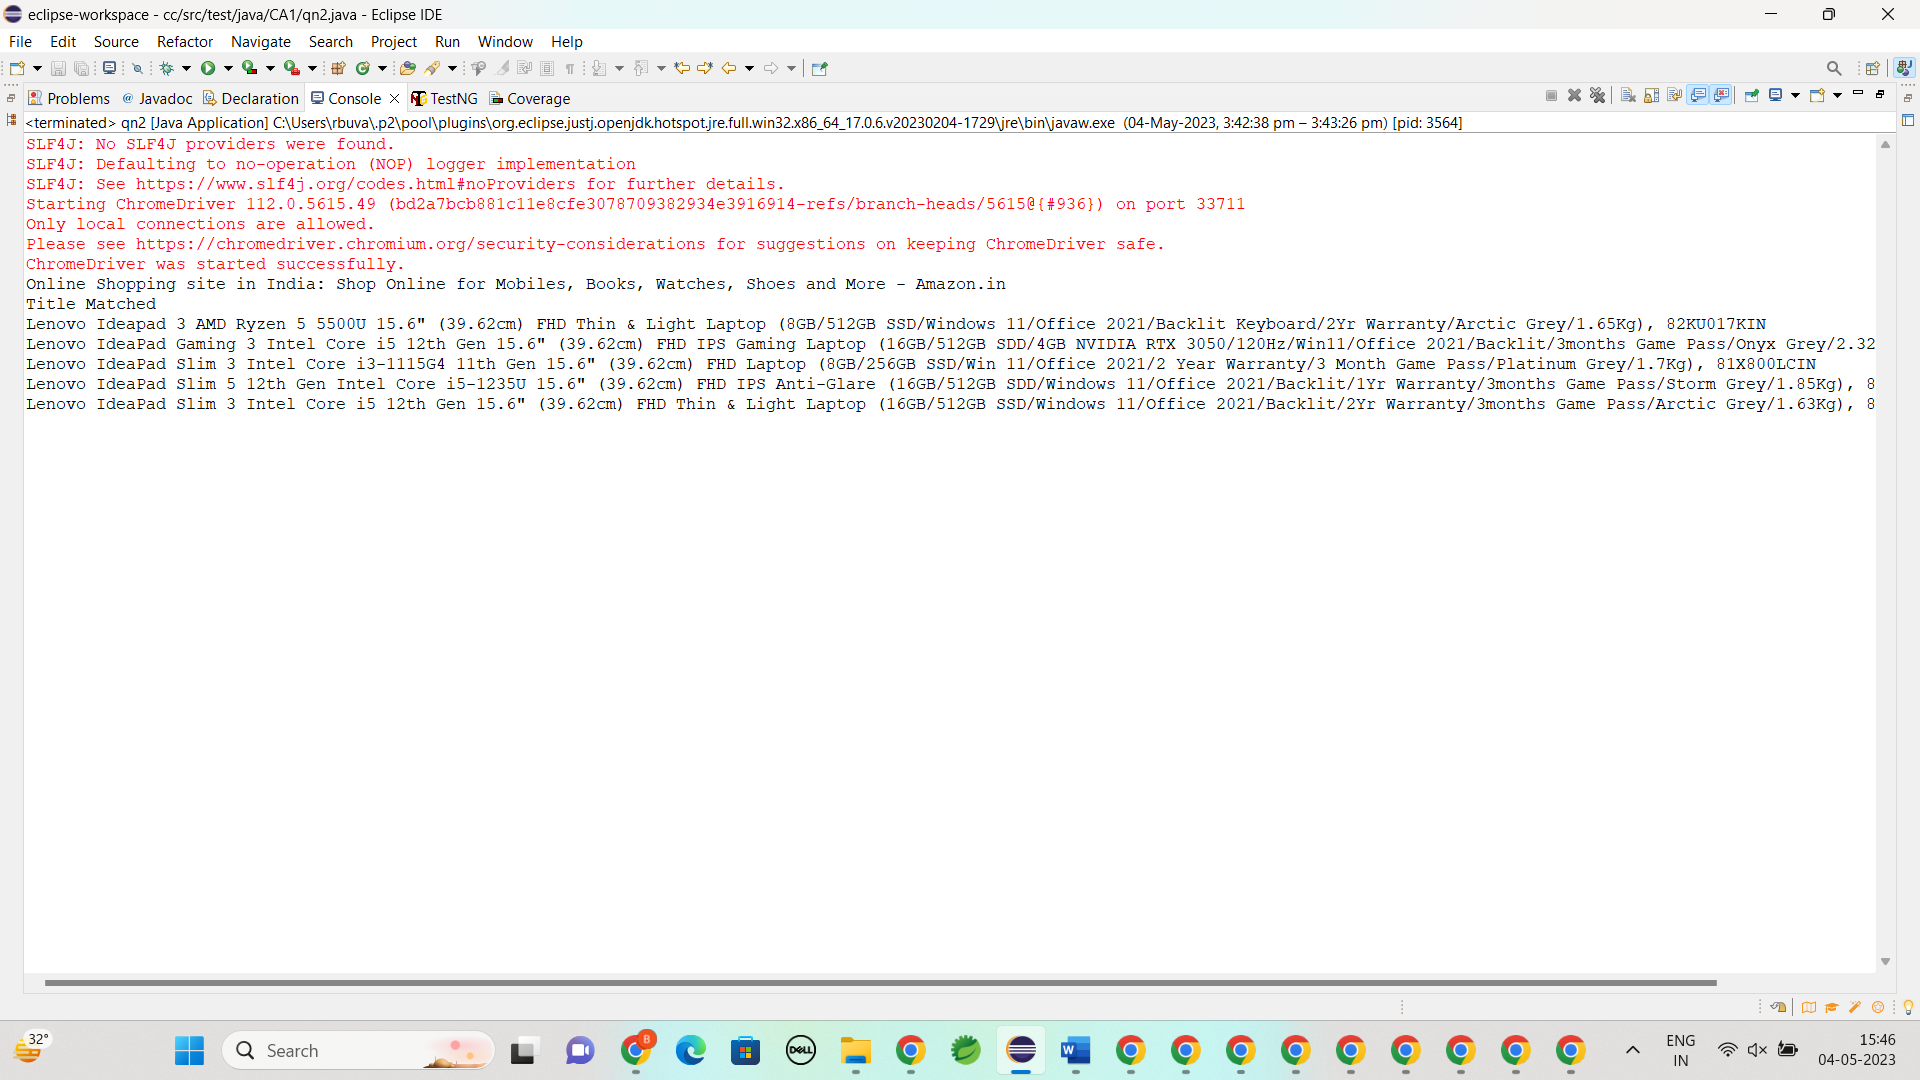 eclipse-workspace - cc/src/test/java/CA1/qn2.java - Eclipse IDE
File Edit Source Refactor Navigate Search Project Run Window Help
Problems @ Javadoc Declaration Console TestNG Coverage
<terminated> qn2 [Java Application] C:\Users\rbuva\.p2\pool\plugins\org.eclipse.justj.openjdk.hotspot.jre.full.win32.x86_64_17.0.6.v20230204-1729\jre\bin\javaw.exe (04-May-2023, 3:42:38 pm – 3:43:26 pm) [pid: 3564]
SLF4J: No SLF4J providers were found.
SLF4J: Defaulting to no-operation (NOP) logger implementation
SLF4J: See https://www.slf4j.org/codes.html#noProviders for further details.
Starting ChromeDriver 112.0.5615.49 (bd2a7bcb881c11e8cfe3078709382934e3916914-refs/branch-heads/5615@{#936}) on port 33711
Only local connections are allowed.
Please see https://chromedriver.chromium.org/security-considerations for suggestions on keeping ChromeDriver safe.
ChromeDriver was started successfully.
Online Shopping site in India: Shop Online for Mobiles, Books, Watches, Shoes and More - Amazon.in
Title Matched
Lenovo Ideapad 3 AMD Ryzen 5 5500U 15.6" (39.62cm) FHD Thin & Light Laptop (8GB/512GB SSD/Windows 11/Office 2021/Backlit Keyboard/2Yr Warranty/Arctic Grey/1.65Kg), 82KU017KIN
Lenovo IdeaPad Gaming 3 Intel Core i5 12th Gen 15.6" (39.62cm) FHD IPS Gaming Laptop (16GB/512GB SDD/4GB NVIDIA RTX 3050/120Hz/Win11/Office 2021/Backlit/3months Game Pass/Onyx Grey/2.32
Lenovo IdeaPad Slim 3 Intel Core i3-1115G4 11th Gen 15.6" (39.62cm) FHD Laptop (8GB/256GB SSD/Win 11/Office 2021/2 Year Warranty/3 Month Game Pass/Platinum Grey/1.7Kg), 81X800LCIN
Lenovo IdeaPad Slim 5 12th Gen Intel Core i5-1235U 15.6" (39.62cm) FHD IPS Anti-Glare (16GB/512GB SDD/Windows 11/Office 2021/Backlit/1Yr Warranty/3months Game Pass/Storm Grey/1.85Kg), 8
Lenovo IdeaPad Slim 3 Intel Core i5 12th Gen 15.6" (39.62cm) FHD Thin & Light Laptop (16GB/512GB SSD/Windows 11/Office 2021/Backlit/2Yr Warranty/3months Game Pass/Arctic Grey/1.63Kg), 8
32°
Search
B
DELL
W
ENG
IN
15:46
04-05-2023